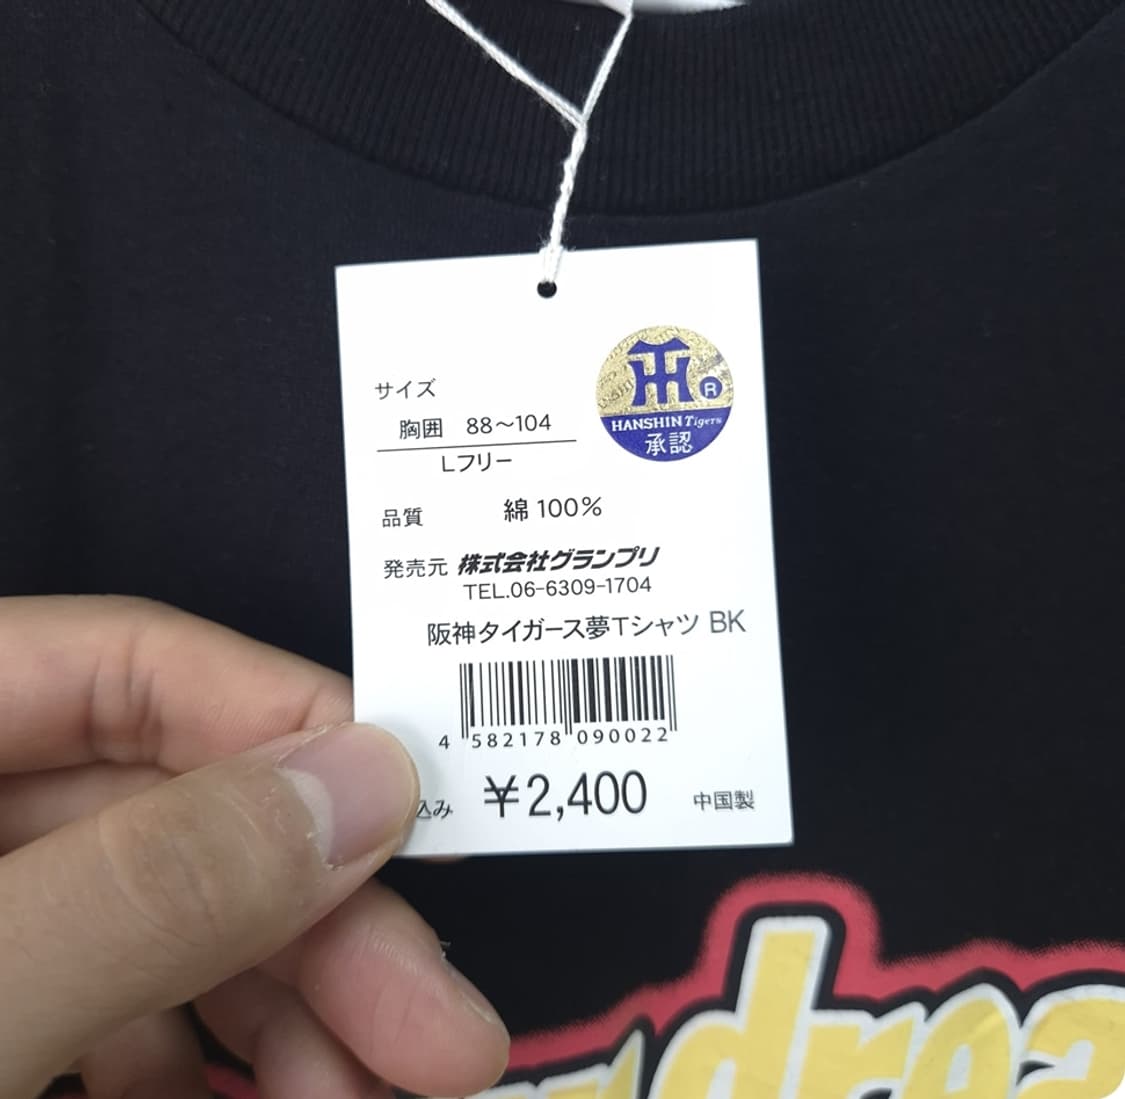 サイズ
胸囲 88〜104
Lフリー
TH
R
HANSHIN Tigers
承認
品質 綿 100%
発売元 株式会社グランプリ
TEL.06-6309-1704
阪神タイガース夢Tシャツ BK
4 582178 090022
込み ¥2,400 中国製
drea